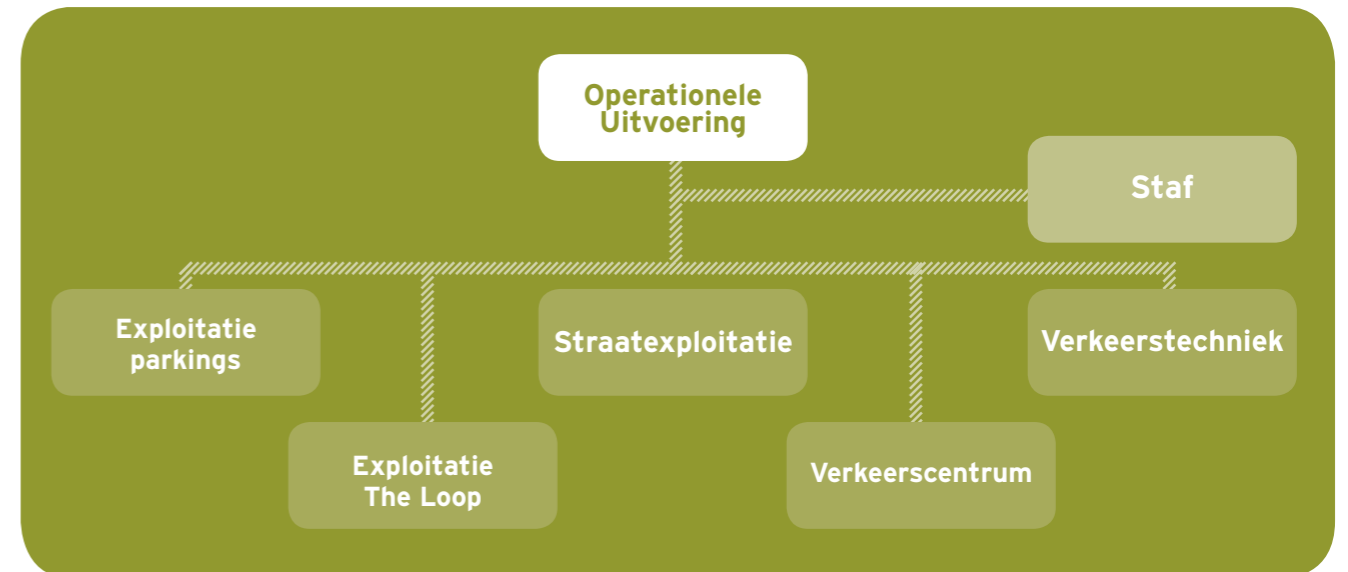 Operationele
Uitvoering
Staf
Exploitatie
parkings
Straatexploitatie
Verkeerstechniek
Exploitatie
The Loop
Verkeerscentrum